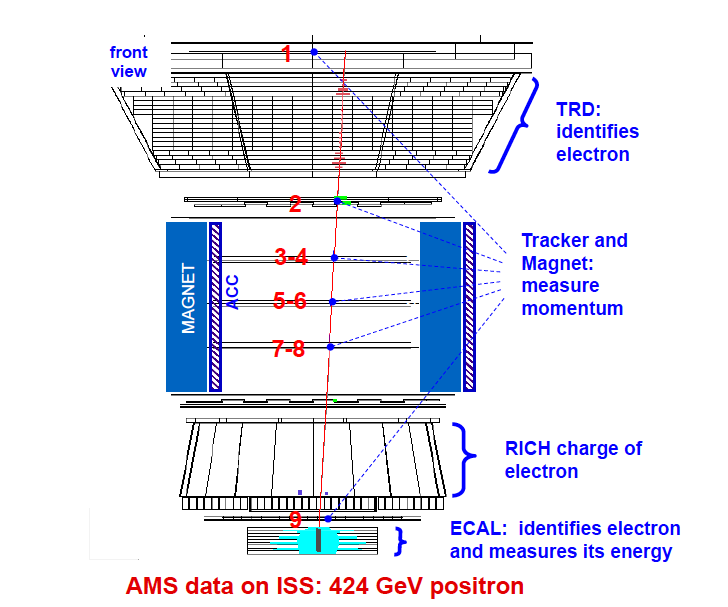 front
view
1
TRD:
identifies
electron
2
Tracker and
Magnet:
measure
momentum
3-4
5-6
7-8
MAGNET
ACC
RICH charge of
electron
9
ECAL: identifies electron
and measures its energy
AMS data on ISS: 424 GeV positron